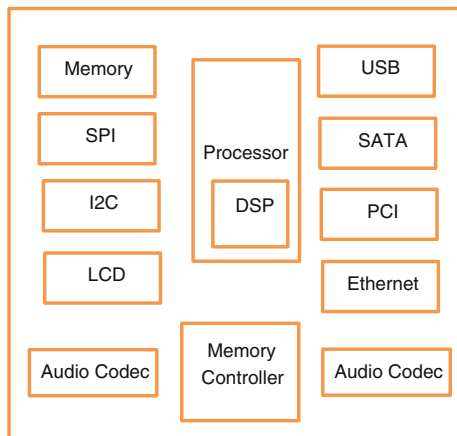 Memory
SPI
I2C
LCD
Audio Codec
Processor
DSP
Memory
Controller
USB
SATA
PCI
Ethernet
Audio Codec